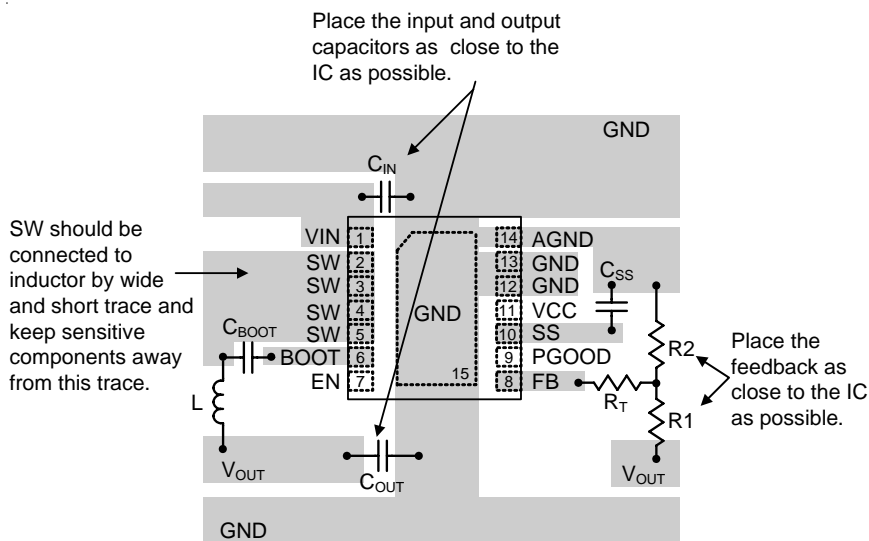 Place the input and output
capacitors as close to the
IC as possible.
GND
CIN
SW should be
connected to
inductor by wide
and short trace and
keep sensitive
components away
from this trace.
VIN 1
SW 2
SW 3
SW 4
SW 5
BOOT 6
EN 7
GND
15
14 AGND
13 GND
12 GND
11 VCC
10 SS
9 PGOOD
8 FB
CSS
CBOOT
L
VOUT
COUT
RT
R2
R1
VOUT
Place the
feedback as
close to the IC
as possible.
GND